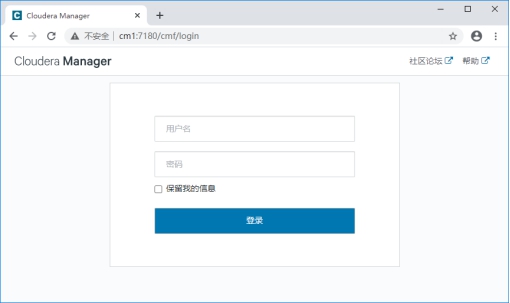 Cloudera Manager
不安全 | cm1:7180/cmf/login
Cloudera Manager
社区论坛
帮助
用户名
密码
保留我的信息
登录